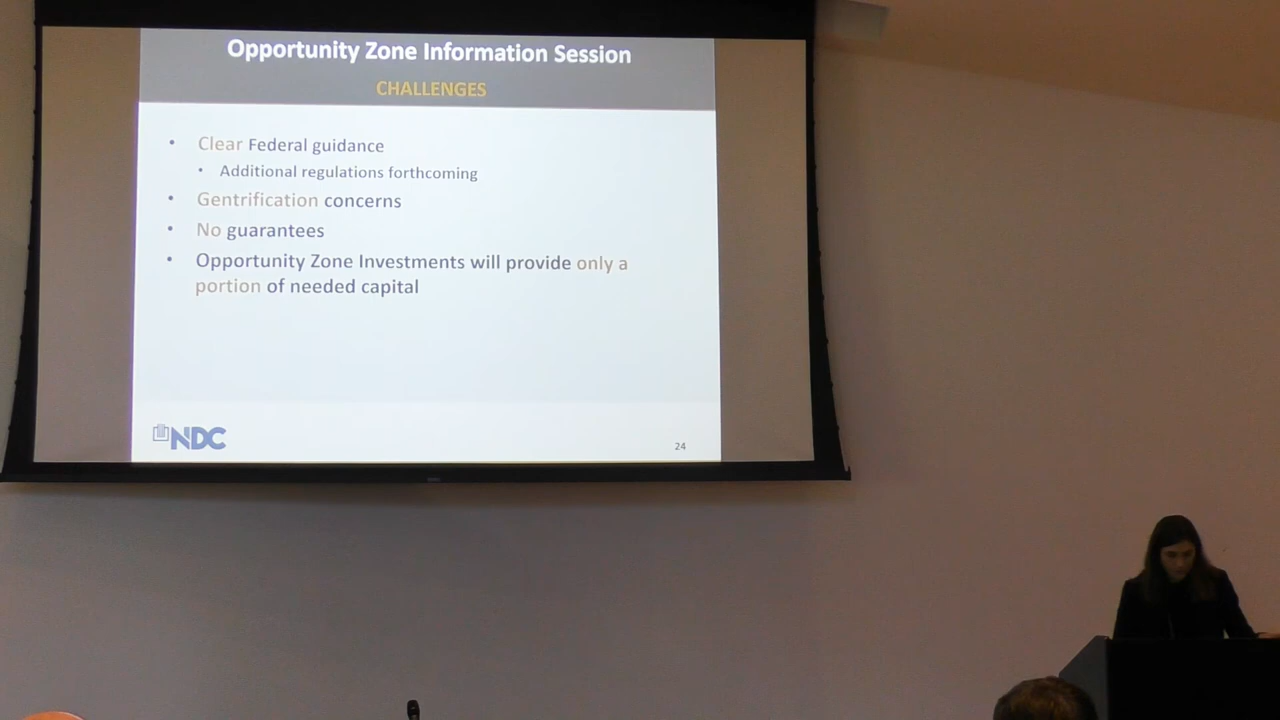 Opportunity Zone Information Session
CHALLENGES
• Clear Federal guidance
• Additional regulations forthcoming
• Gentrification concerns
• No guarantees
• Opportunity Zone Investments will provide only a
portion of needed capital
NDC
24